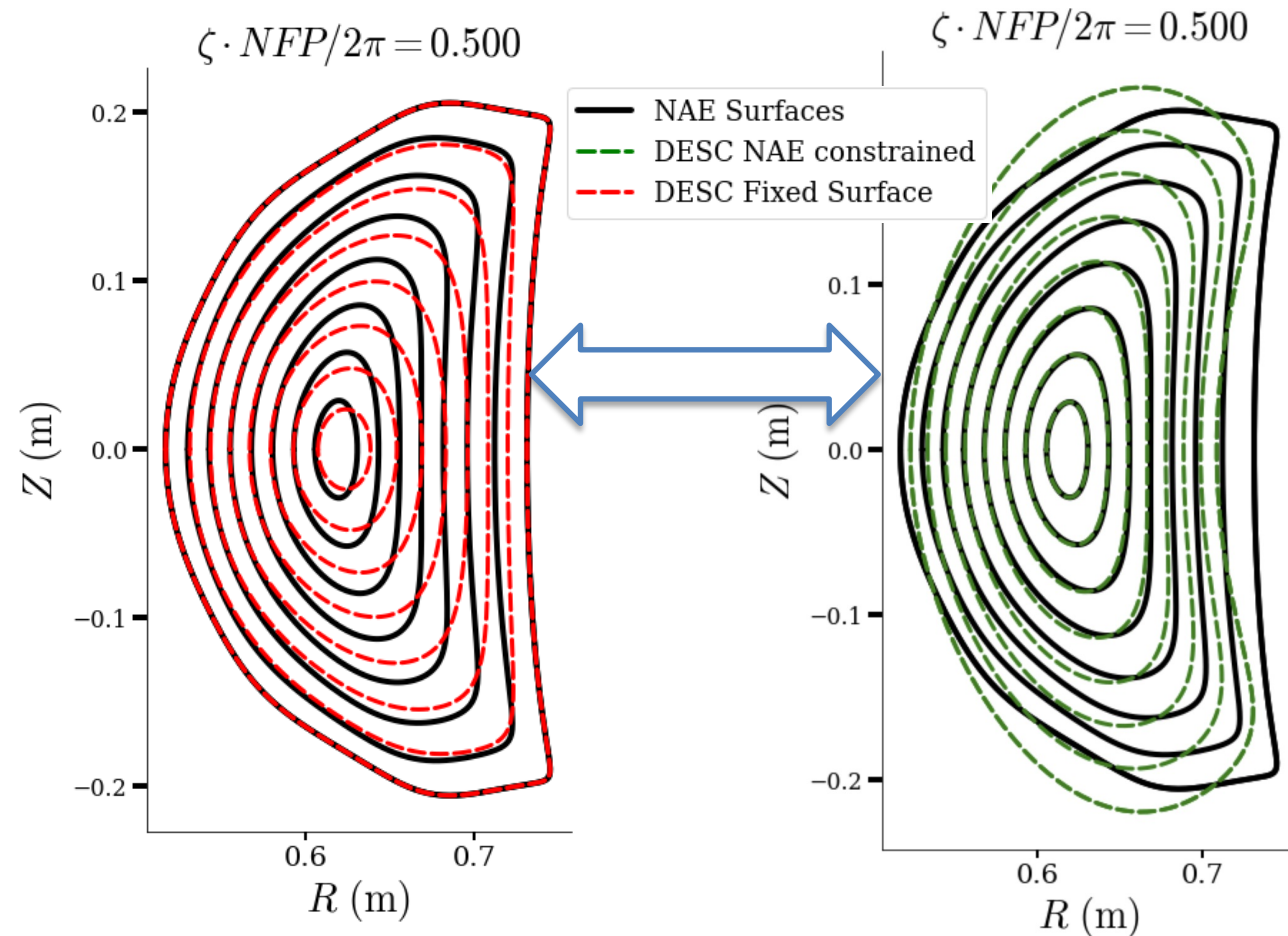 ζ · NFP/2π = 0.500
ζ · NFP/2π = 0.500
NAE Surfaces
DESC NAE constrained
DESC Fixed Surface
0.2
0.1
0.0
−0.1
−0.2
Z (m)
0.6 0.7
R (m)
0.1
0.0
−0.1
−0.2
Z (m)
0.6 0.7
R (m)